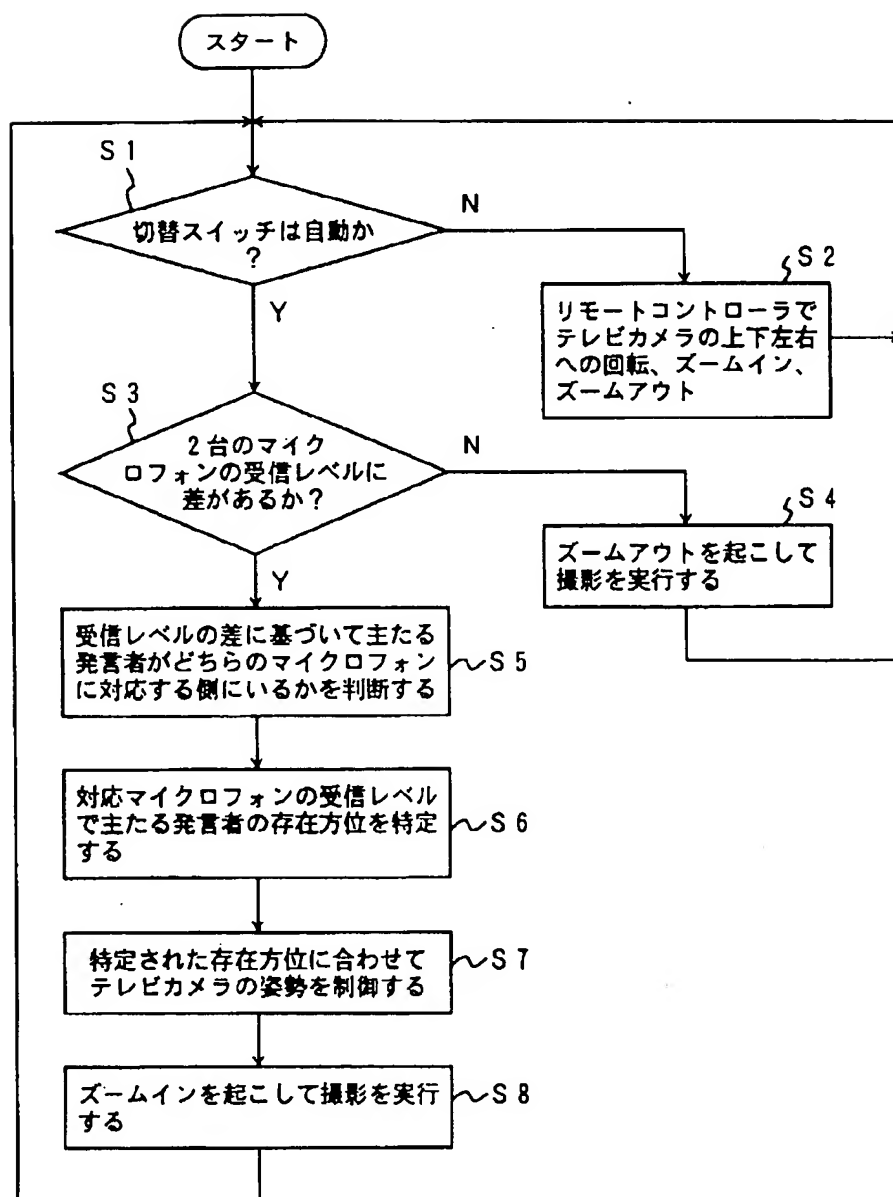 スタート
S1
切替スイッチは自動か
?
N
Y
S2
リモートコントローラで
テレビカメラの上下左右
への回転、ズームイン、
ズームアウト
S3
2台のマイク
ロフォンの受信レベルに
差があるか?
N
Y
S4
ズームアウトを起こして
撮影を実行する
受信レベルの差に基づいて主たる
発言者がどちらのマイクロフォン
に対応する側にいるかを判断する
S5
対応マイクロフォンの受信レベル
で主たる発言者の存在方位を特定
する
S6
特定された存在方位に合わせて
テレビカメラの姿勢を制御する
S7
ズームインを起こして撮影を実行
する
S8